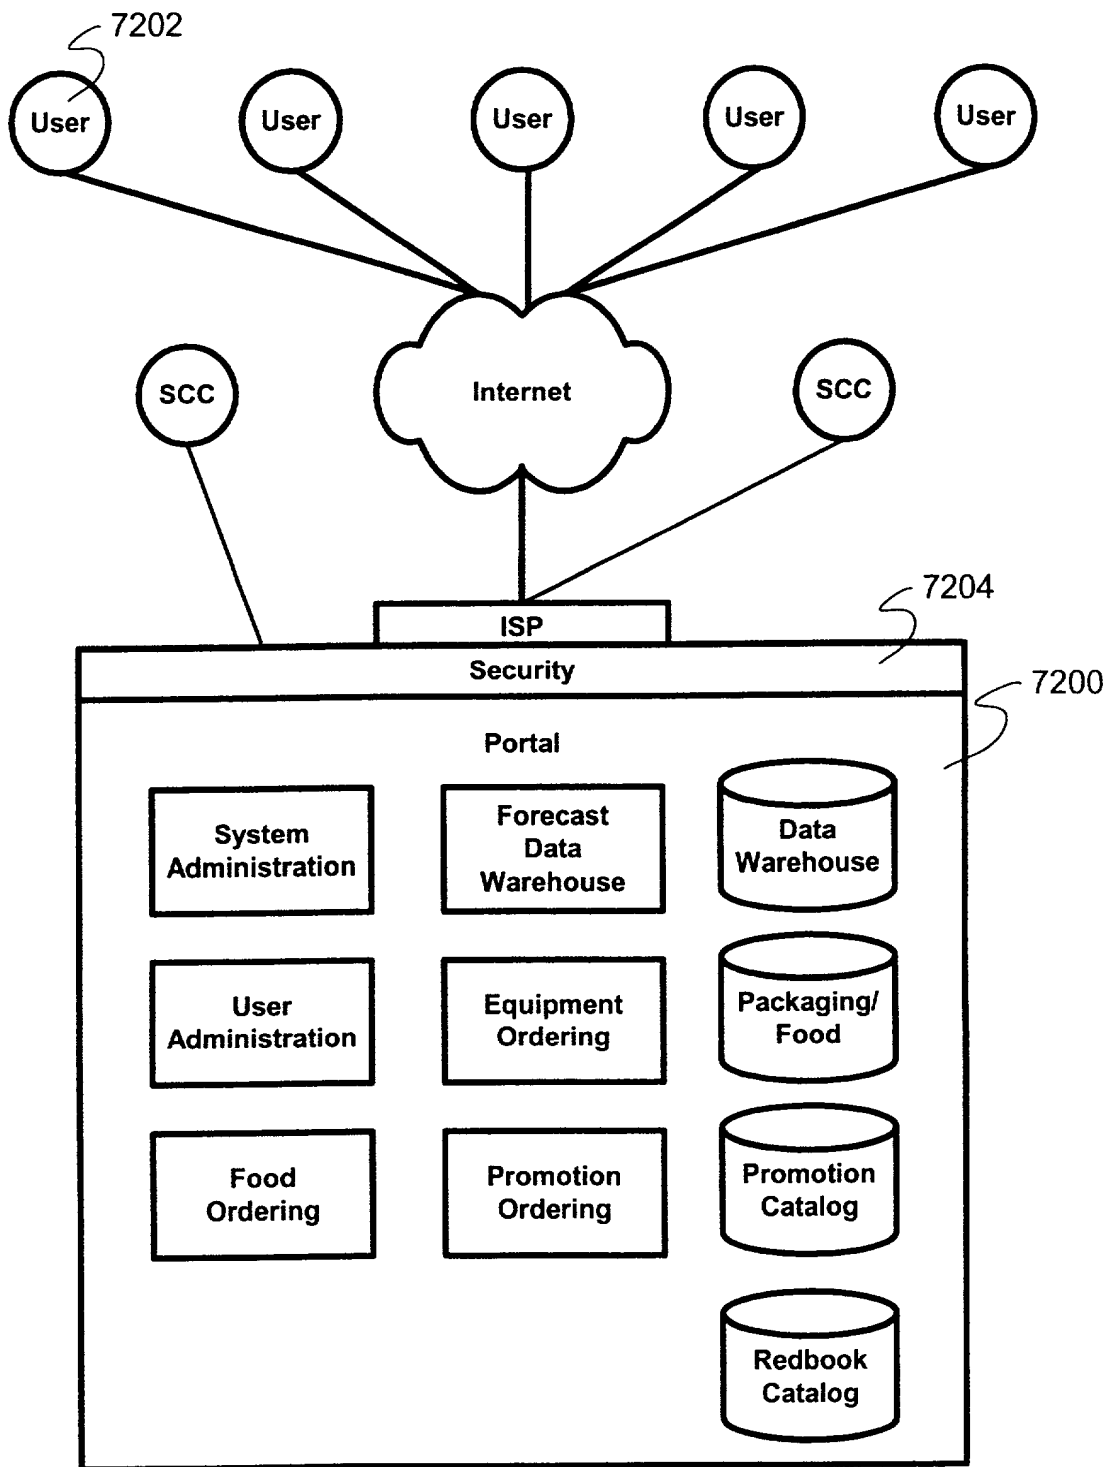 7202
User
User
User
User
User
SCC
Internet
SCC
ISP
7204
Security
7200
Portal
System
Administration
Forecast
Data
Warehouse
Data
Warehouse
User
Administration
Equipment
Ordering
Packaging/
Food
Food
Ordering
Promotion
Ordering
Promotion
Catalog
Redbook
Catalog